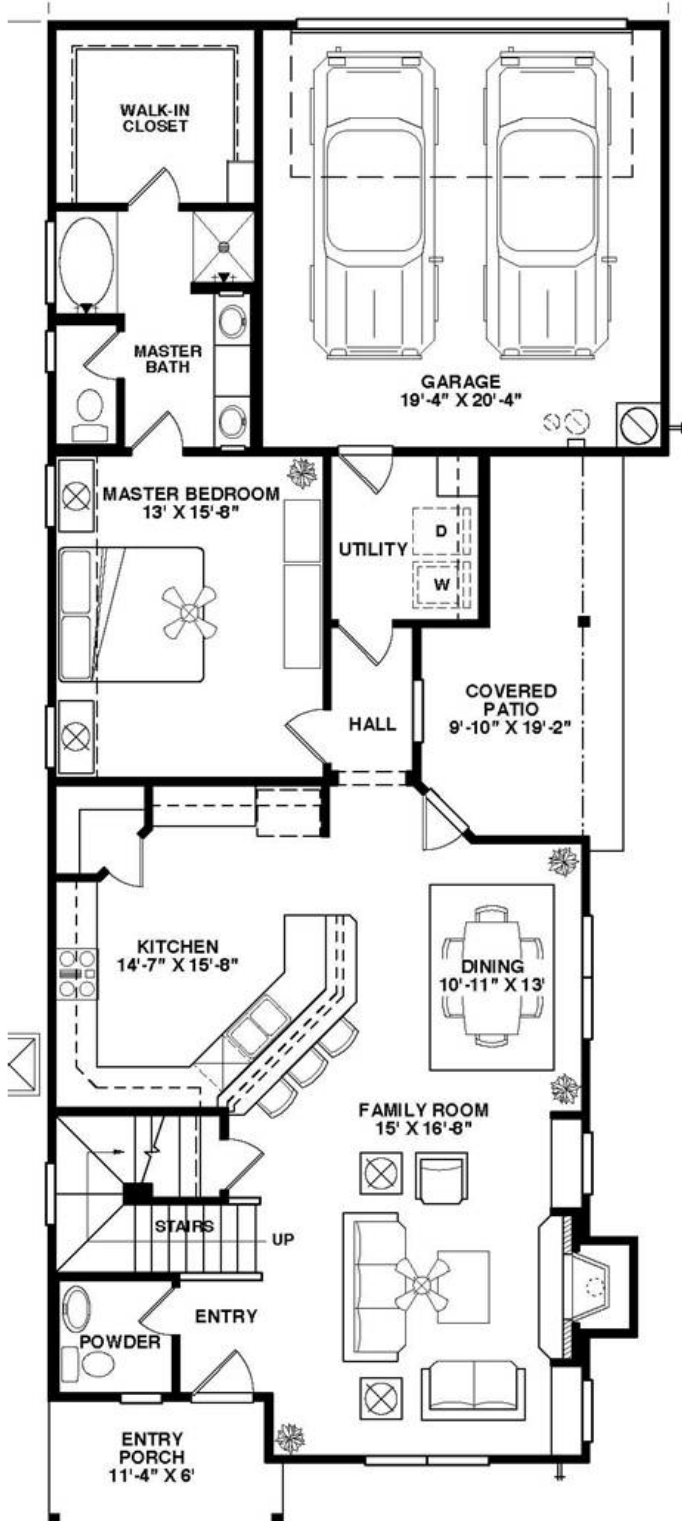 WALK-IN
CLOSET
MASTER
BATH
GARAGE
19'-4" X 20'-4"
MASTER BEDROOM
13' X 15'-8"
UTILITY
D
W
HALL
COVERED
PATIO
9'-10" X 19'-2"
KITCHEN
14'-7" X 15'-8"
DINING
10'-11" X 13'
FAMILY ROOM
15' X 16'-8"
STAIRS
UP
ENTRY
POWDER
ENTRY
PORCH
11'-4" X 6'